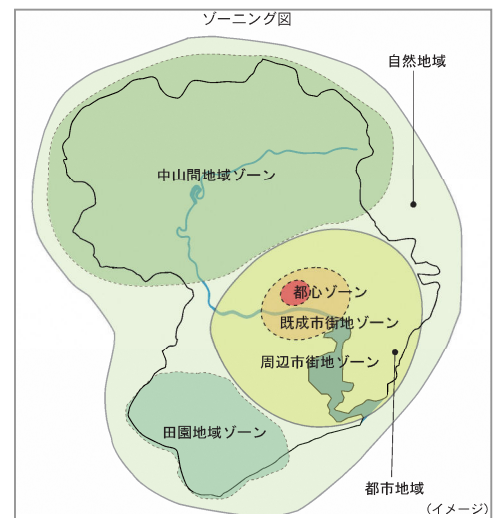 ゾーニング図
自然地域
中山間地域ゾーン
都心ゾーン
既成市街地ゾーン
周辺市街地ゾーン
田園地域ゾーン
都市地域
(イメージ)